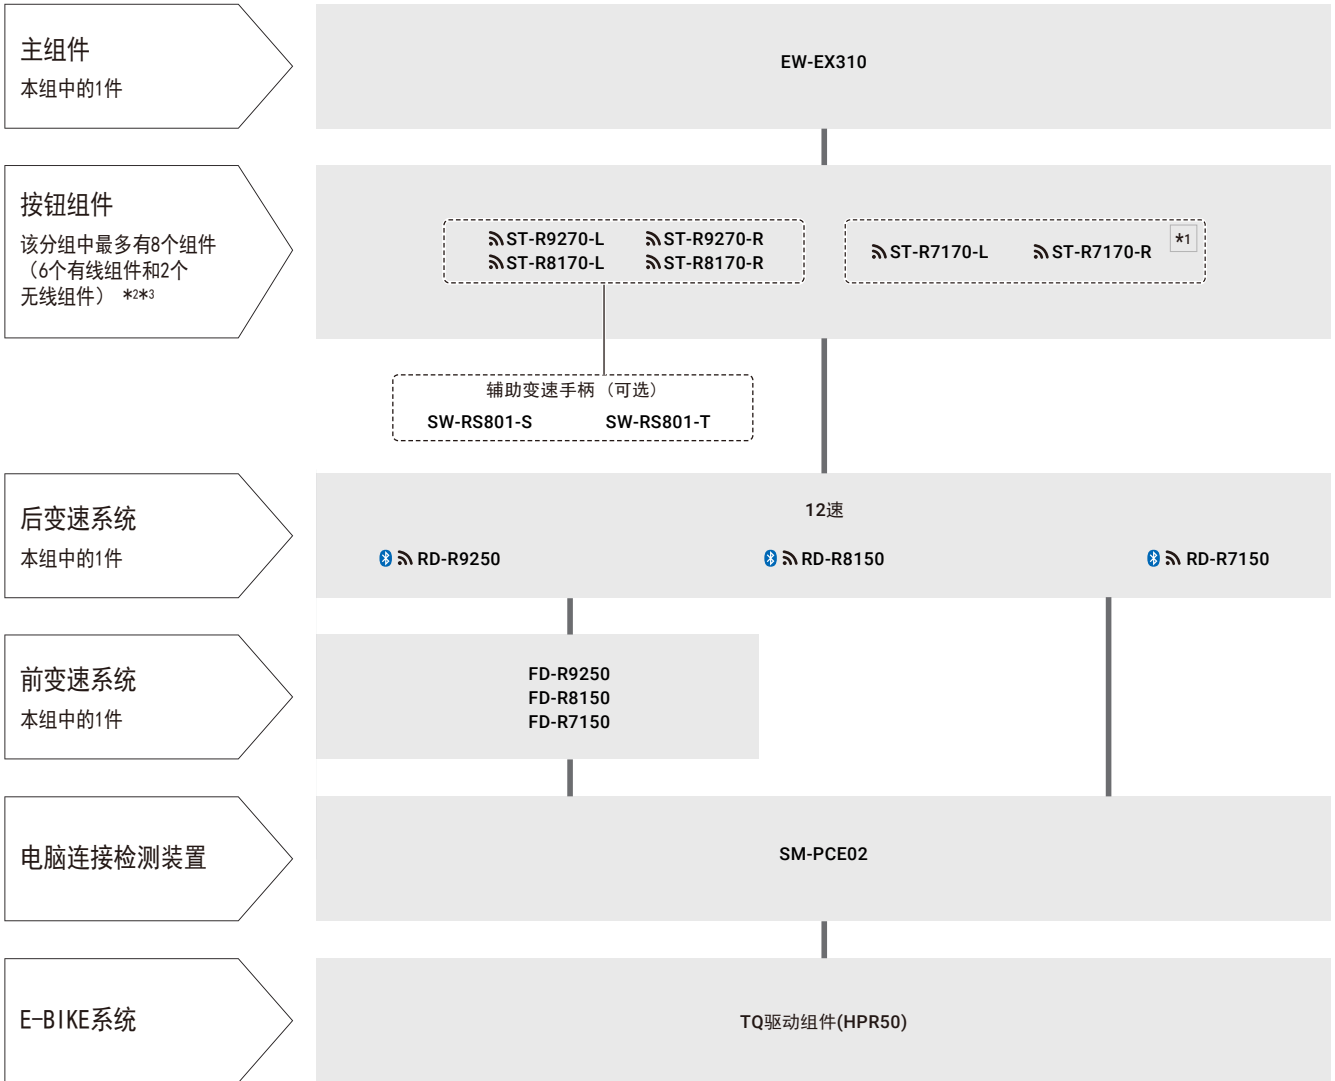 主组件
本组中的1件
EW-EX310
按钮组件
该分组中最多有8个组件
（6个有线组件和2个
无线组件） *2*3
ST-R9270-L ST-R9270-R
ST-R8170-L ST-R8170-R
ST-R7170-L ST-R7170-R *1
辅助变速手柄（可选）
SW-RS801-S SW-RS801-T
后变速系统
本组中的1件
12速
RD-R9250 RD-R8150 RD-R7150
前变速系统
本组中的1件
FD-R9250
FD-R8150
FD-R7150
电脑连接检测装置
SM-PCE02
E-BIKE系统
TQ驱动组件(HPR50)